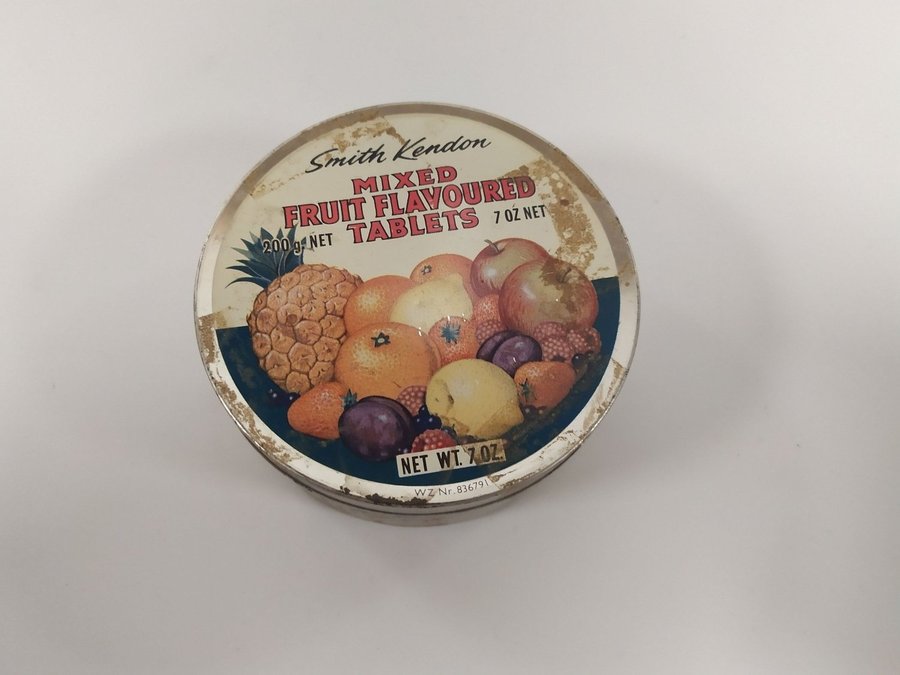 Smith Kendon
MIXED
FRUIT FLAVOURED
TABLETS
200 g. NET
7 OZ NET
NET WT. 7 OZ.
WZ Nr. 836791